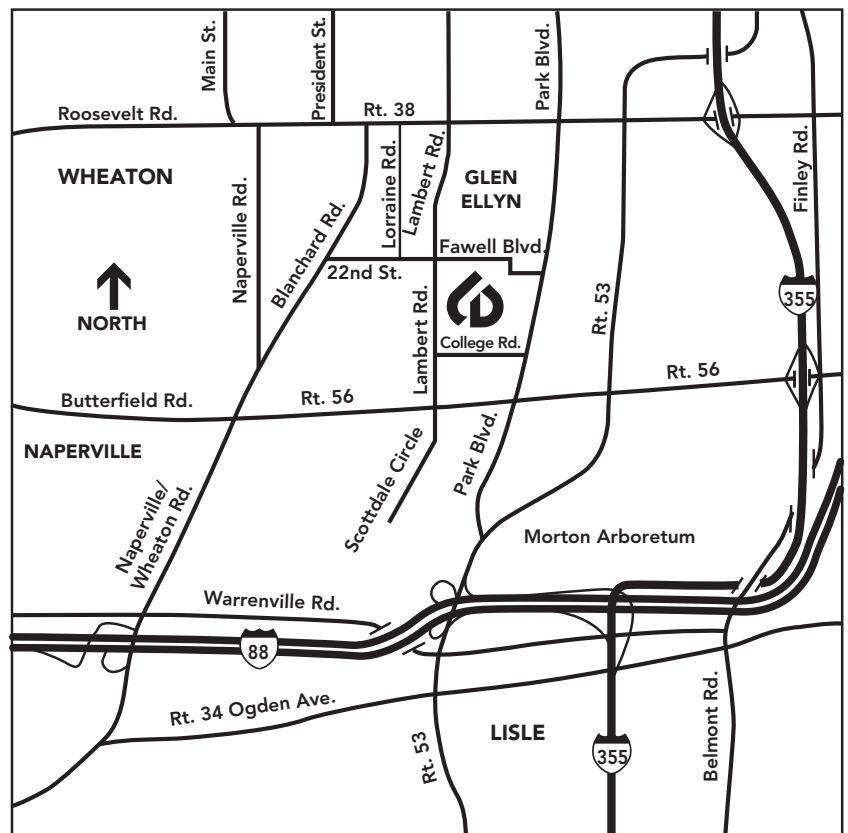 Main St.
President St.
Park Blvd.
Roosevelt Rd.
Rt. 38
WHEATON
Naperville Rd.
Blanchard Rd.
Lorraine Rd.
Lambert Rd.
GLEN
ELLYN
Finley Rd.
Fawell Blvd.
22nd St.
NORTH
Lambert Rd.
College Rd.
Rt. 53
355
Butterfield Rd.
Rt. 56
Rt. 56
NAPERVILLE
Naperville/
Wheaton Rd.
Scottdale Circle
Park Blvd.
Morton Arboretum
Warrenville Rd.
88
Rt. 34 Ogden Ave.
Rt. 53
LISLE
355
Belmont Rd.